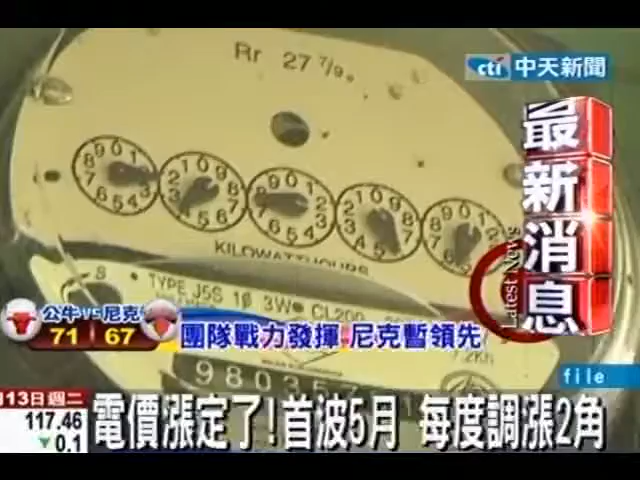 Rr 27 7/9
cti 中天新聞
最新消息
Latest News
KILOWATTHOURS
TYPE J5S 1Ø 3W CL200
7.2Kh
公牛 VS 尼克
71 67
團隊戰力發揮 尼克暫領先
file
13日週二
117.46
▼0.1
電價漲定了!首波5月 每度調漲2角